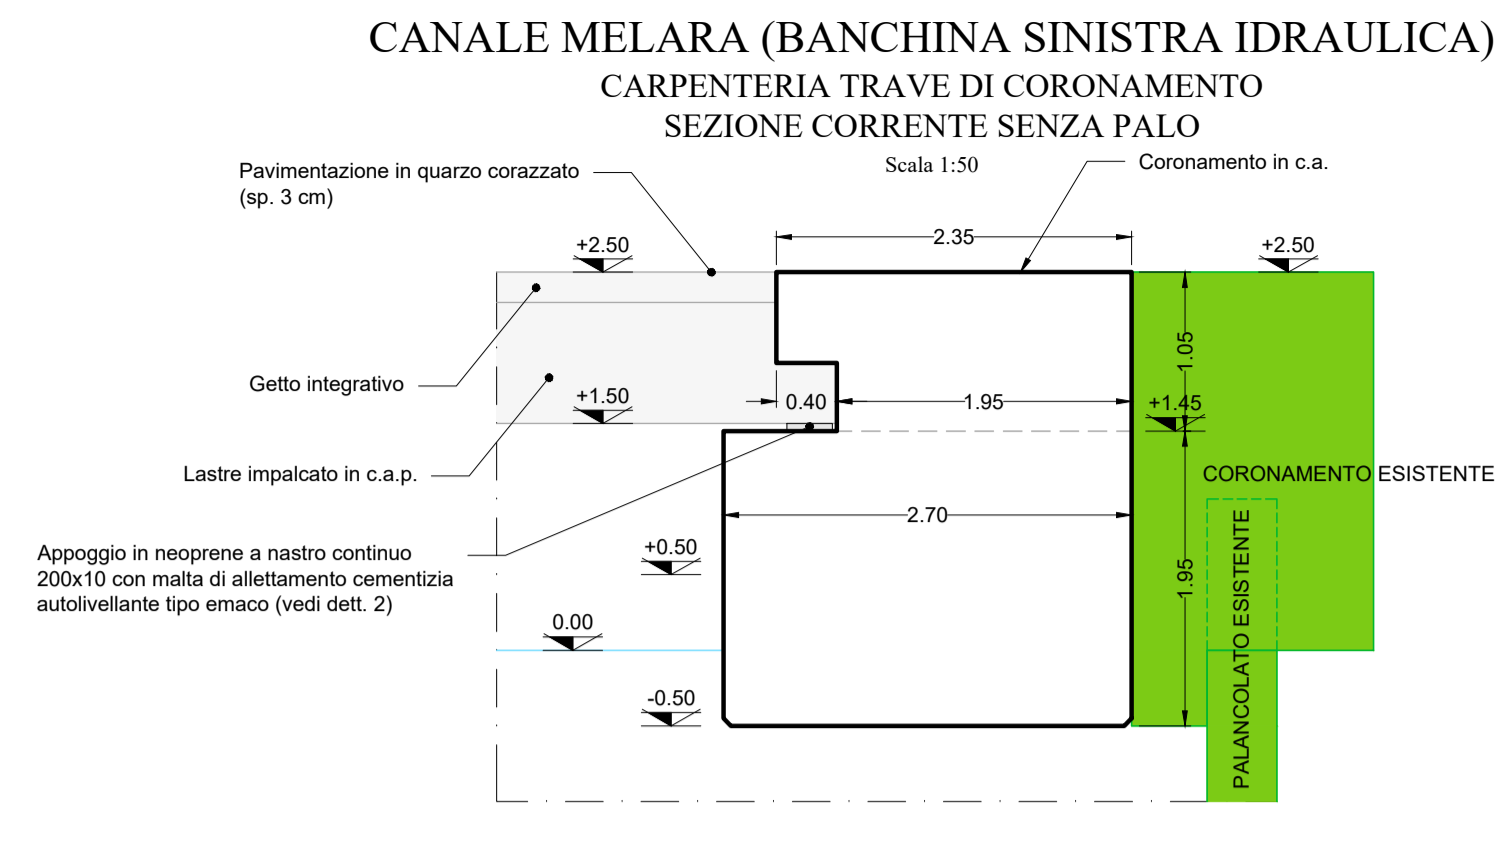 CANALE MELARA (BANCHINA SINISTRA IDRAULICA)
CARPENTERIA TRAVE DI CORONAMENTO
SEZIONE CORRENTE SENZA PALO
Scala 1:50
Pavimentazione in quarzo corazzato
(sp. 3 cm)
Coronamento in c.a.
2.35
+2.50
+2.50
1.05
Getto integrativo
+1.50
0.40
1.95
+1.45
Lastre impalcato in c.a.p.
CORONAMENTO ESISTENTE
2.70
Appoggio in neoprene a nastro continuo
200x10 con malta di allettamento cementizia
autolivellante tipo emaco (vedi dett. 2)
+0.50
1.95
PALANCOLATO ESISTENTE
0.00
-0.50